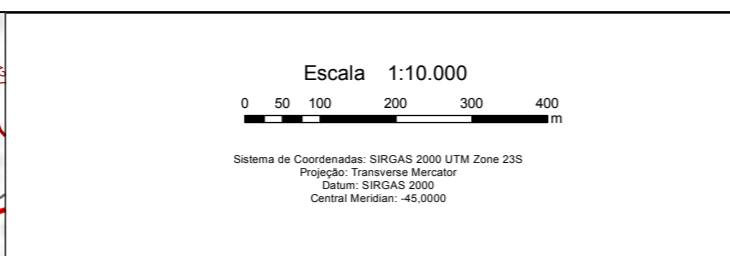 Escala 1:10.000
0 50 100 200 300 400
m
Sistema de Coordenadas: SIRGAS 2000 UTM Zone 23S
Projeção: Transverse Mercator
Datum: SIRGAS 2000
Central Meridian: -45,0000